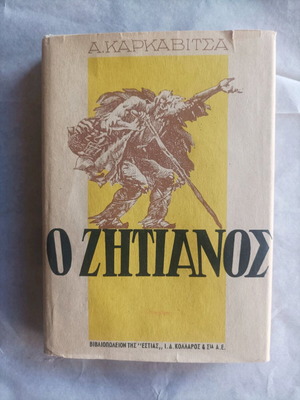 Α. ΚΑΡΚΑΒΙΤΣΑ
Ο ΖΗΤΙΑΝΟΣ
ΒΙΒΛΙΟΠΩΛΕΙΟΝ ΤΗΣ "ΕΣΤΙΑΣ,, Ι. Δ. ΚΟΛΛΑΡΟΣ & ΣΙΑ Α.Ε.